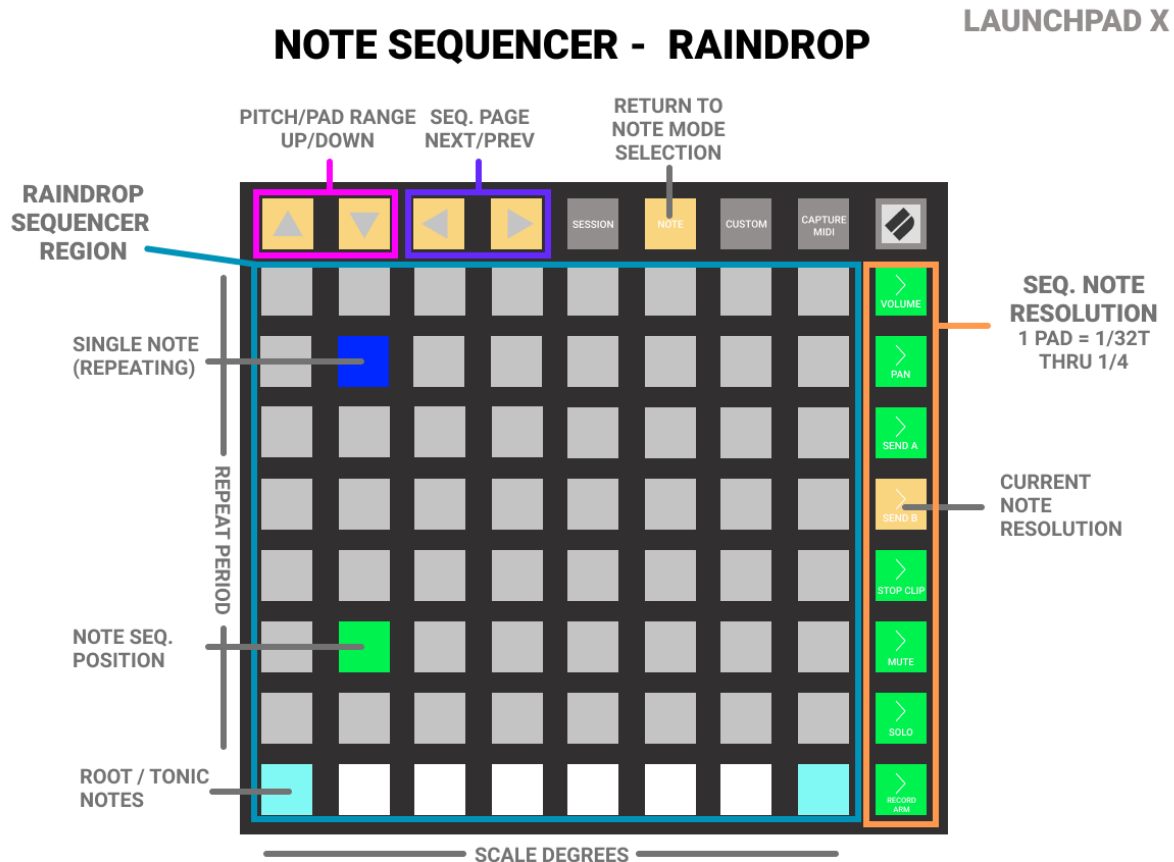 LAUNCHPAD X
NOTE SEQUENCER - RAINDROP
PITCH/PAD RANGE
UP/DOWN
SEQ. PAGE
NEXT/PREV
RETURN TO
NOTE MODE
SELECTION
RAINDROP
SEQUENCER
REGION
SESSION
NOTE
CUSTOM
CAPTURE
MIDI
VOLUME
SEQ. NOTE
RESOLUTION
1 PAD = 1/32T
THRU 1/4
SINGLE NOTE
(REPEATING)
PAN
SEND A
REPEAT PERIOD
SEND B
CURRENT
NOTE
RESOLUTION
STOP CLIP
NOTE SEQ.
POSITION
MUTE
SOLO
ROOT / TONIC
NOTES
RECORD
ARM
SCALE DEGREES